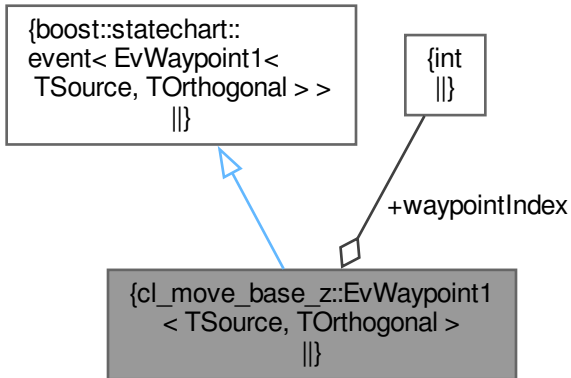 {boost::statechart::
event< EvWaypoint1<
TSource, TOrthogonal > >
||}
{int
||}
+waypointIndex
{cl_move_base_z::EvWaypoint1
< TSource, TOrthogonal >
||}